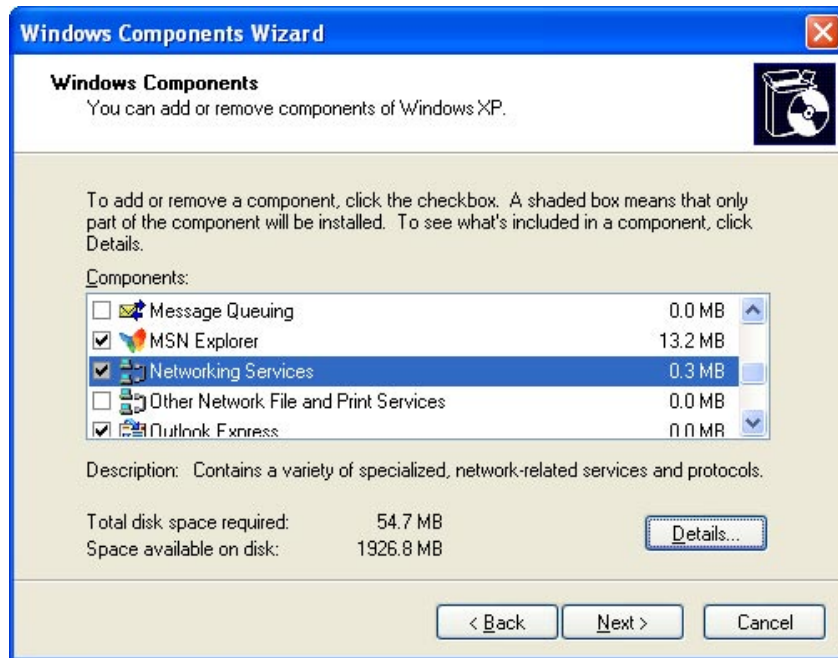 Windows Components Wizard
Windows Components
You can add or remove components of Windows XP.
To add or remove a component, click the checkbox. A shaded box means that only
part of the component will be installed. To see what's included in a component, click
Details.
Components:
Message Queuing 0.0 MB
MSN Explorer 13.2 MB
Networking Services 0.3 MB
Other Network File and Print Services 0.0 MB
Outlook Express 0.0 MB
Description: Contains a variety of specialized, network-related services and protocols.
Total disk space required: 54.7 MB
Space available on disk: 1926.8 MB
Details...
< Back Next > Cancel